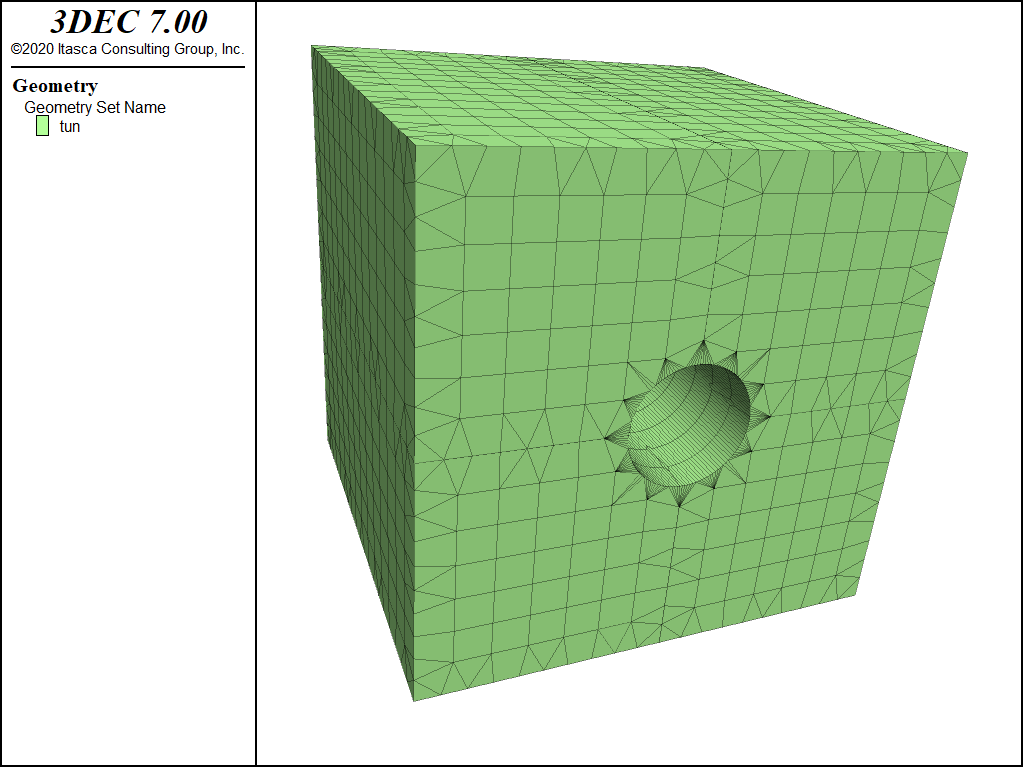 3DEC 7.00
©2020 Itasca Consulting Group, Inc.
Geometry
Geometry Set Name
tun